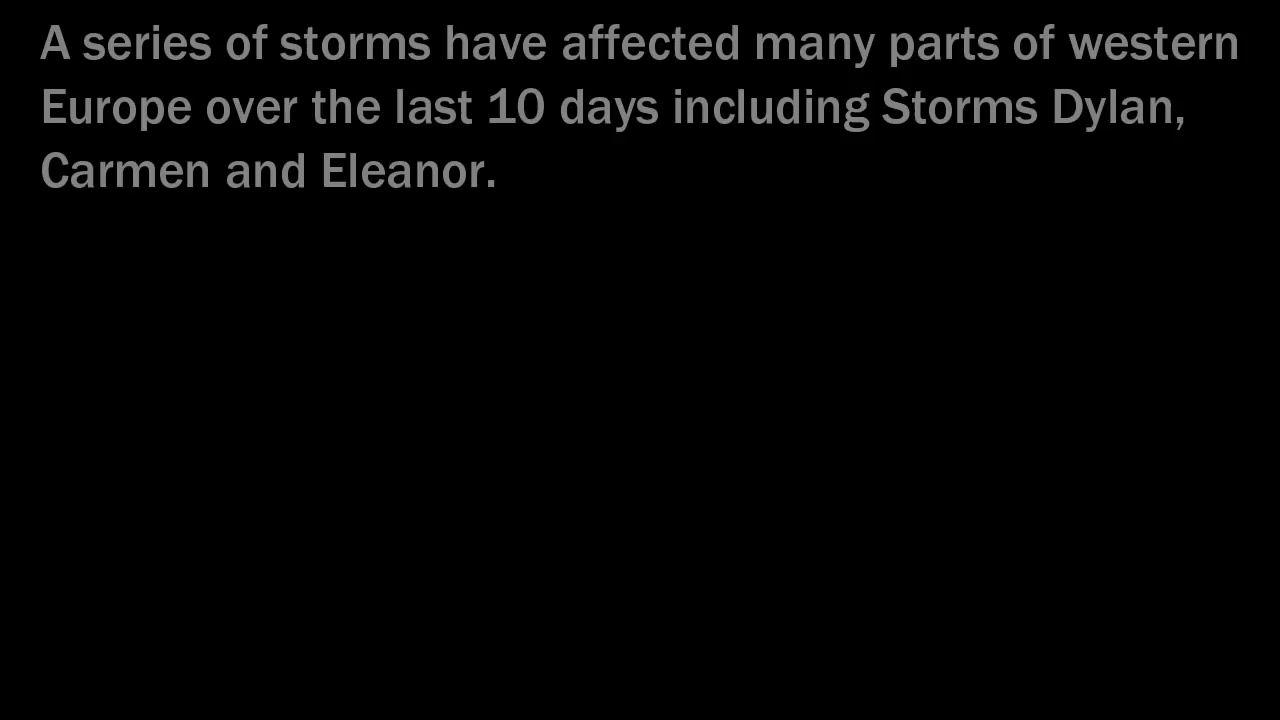 A series of storms have affected many parts of western
Europe over the last 10 days including Storms Dylan,
Carmen and Eleanor.